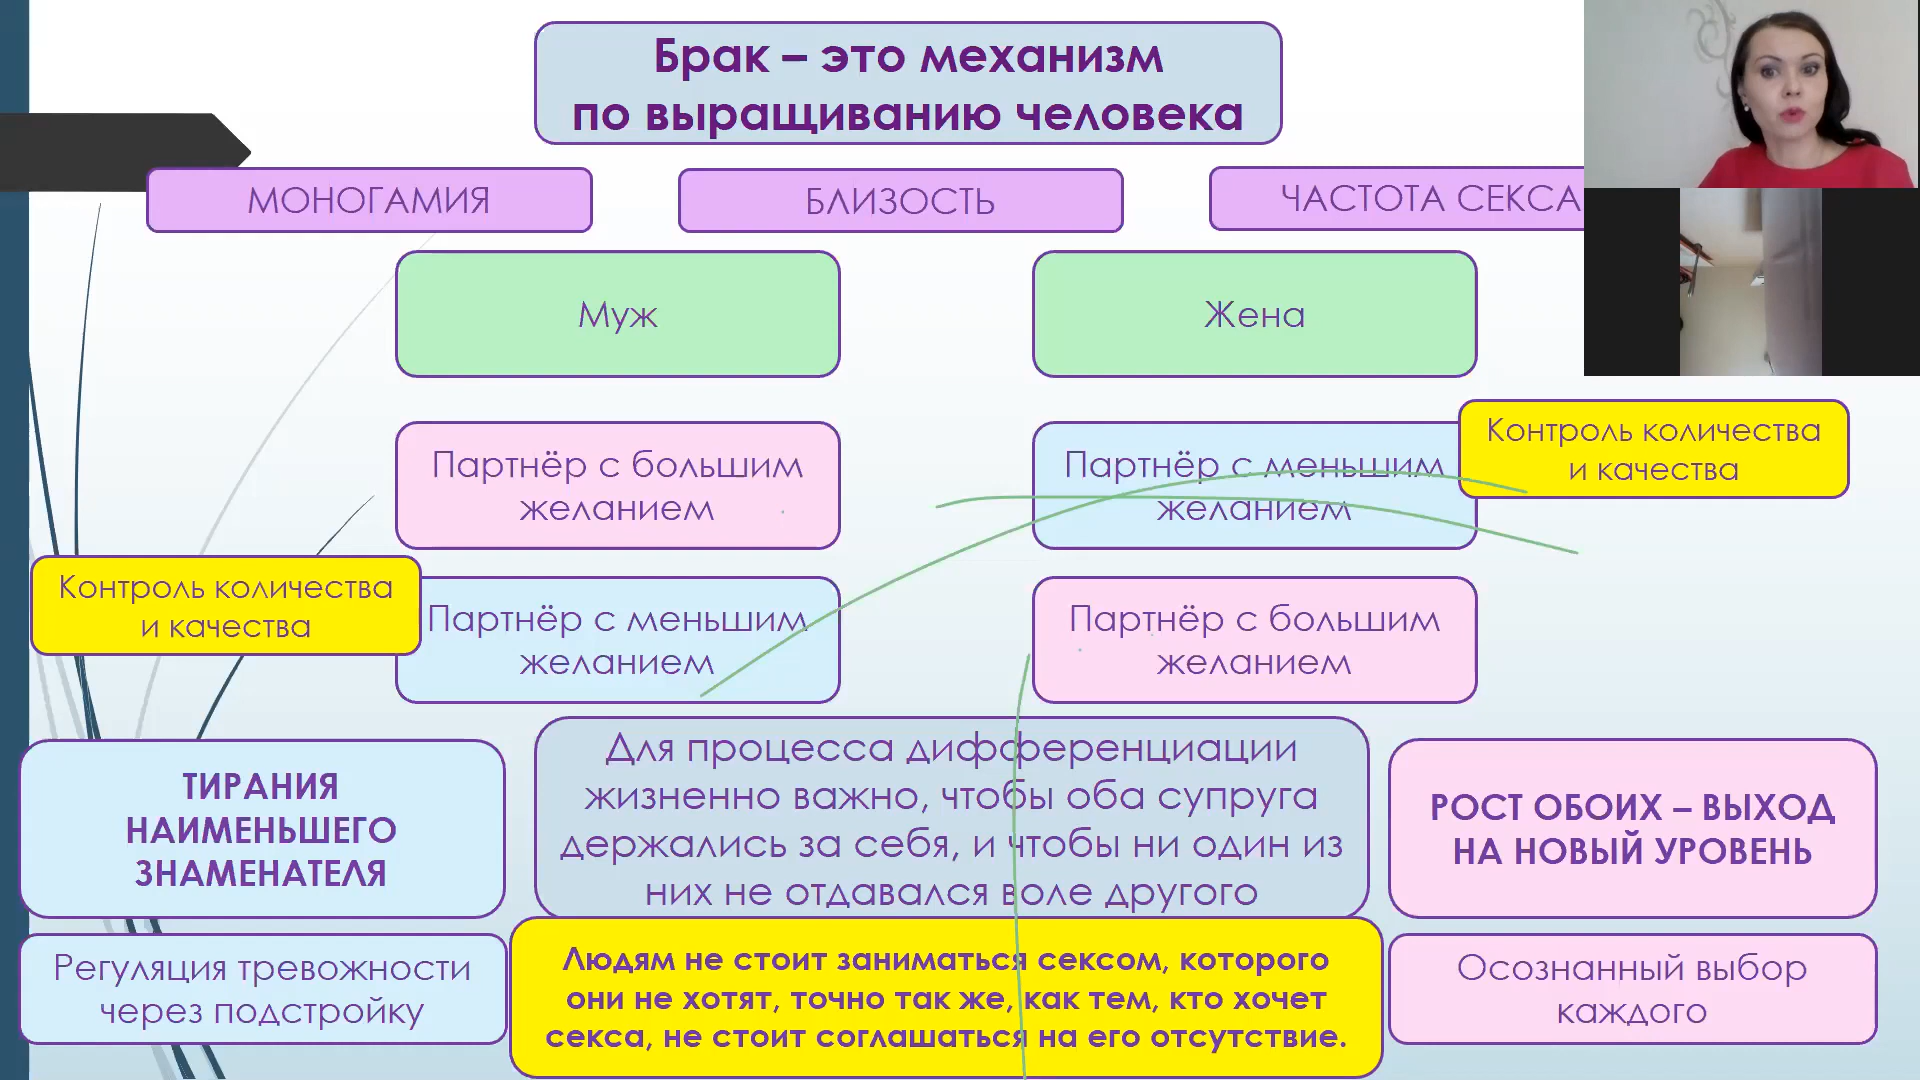 Брак – это механизм
по выращиванию человека
МОНОГАМИЯ
БЛИЗОСТЬ
ЧАСТОТА СЕКСА
Муж
Жена
Партнёр с большим
желанием
Партнёр с меньшим
желанием
Контроль количества
и качества
Контроль количества
и качества
Партнёр с меньшим
желанием
Партнёр с большим
желанием
ТИРАНИЯ
НАИМЕНЬШЕГО
ЗНАМЕНАТЕЛЯ
Для процесса дифференциации
жизненно важно, чтобы оба супруга
держались за себя, и чтобы ни один из
них не отдавался воле другого
РОСТ ОБОИХ – ВЫХОД
НА НОВЫЙ УРОВЕНЬ
Регуляция тревожности
через подстройку
Людям не стоит заниматься сексом, которого
они не хотят, точно так же, как тем, кто хочет
секса, не стоит соглашаться на его отсутствие.
Осознанный выбор
каждого